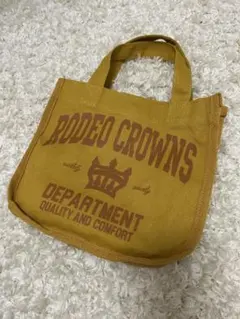 RODEO CROWNS
DEPARTMENT
QUALITY AND COMFORT